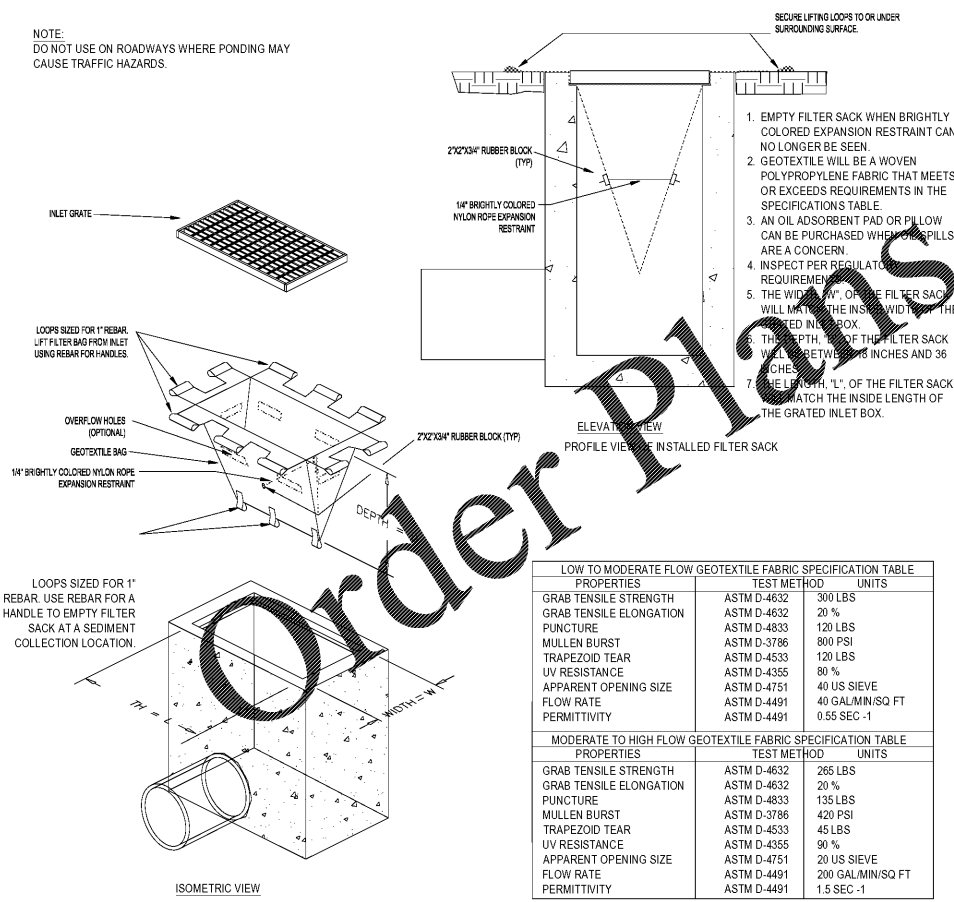 NOTE:
DO NOT USE ON ROADWAYS WHERE PONDING MAY
CAUSE TRAFFIC HAZARDS.
SECURE LIFTING LOOPS TO OR UNDER
SURROUNDING SURFACE.
2"X2"X3/4" RUBBER BLOCK
(TYP)
1/4" BRIGHTLY COLORED
NYLON ROPE EXPANSION
RESTRAINT
1. EMPTY FILTER SACK WHEN BRIGHTLY
COLORED EXPANSION RESTRAINT CAN
NO LONGER BE SEEN.
2. GEOTEXTILE WILL BE A WOVEN
POLYPROPYLENE FABRIC THAT MEETS
OR EXCEEDS REQUIREMENTS IN THE
SPECIFICATIONS TABLE.
3. AN OIL ADSORBENT PAD OR PILLOW
CAN BE PURCHASED WHEN OIL SPILLS
ARE A CONCERN.
4. INSPECT PER REGULATORY
REQUIREMENTS
5. THE WIDTH, "W", OF THE FILTER SACK
WILL MATCH THE INSIDE WIDTH OF THE
GRATED INLET BOX.
6. THE DEPTH, OF THE FILTER SACK
WILL BE BETWEEN INCHES AND 36
INCHES
7. THE LENGTH, "L", OF THE FILTER SACK
WILL MATCH THE INSIDE LENGTH OF
THE GRATED INLET BOX.
ELEVATION VIEW
PROFILE VIEW OF INSTALLED FILTER SACK
INLET GRATE
LOOPS SIZED FOR 1" REBAR.
LIFT FILTER BAG FROM INLET
USING REBAR FOR HANDLES.
OVERFLOW HOLES
(OPTIONAL)
GEOTEXTILE BAG
1/4" BRIGHTLY COLORED NYLON ROPE
EXPANSION RESTRAINT
2"X2"X3/4" RUBBER BLOCK (TYP)
DEPTH =
LOOPS SIZED FOR 1"
REBAR. USE REBAR FOR A
HANDLE TO EMPTY FILTER
SACK AT A SEDIMENT
COLLECTION LOCATION.
TH = L
WIDTH = W
ISOMETRIC VIEW
Order Plans
LOW TO MODERATE FLOW GEOTEXTILE FABRIC SPECIFICATION TABLE
PROPERTIES TEST METHOD UNITS
GRAB TENSILE STRENGTH ASTM D-4632 300 LBS
GRAB TENSILE ELONGATION ASTM D-4632 20 %
PUNCTURE ASTM D-4833 120 LBS
MULLEN BURST ASTM D-3786 800 PSI
TRAPEZOID TEAR ASTM D-4533 120 LBS
UV RESISTANCE ASTM D-4355 80 %
APPARENT OPENING SIZE ASTM D-4751 40 US SIEVE
FLOW RATE ASTM D-4491 40 GAL/MIN/SQ FT
PERMITTIVITY ASTM D-4491 0.55 SEC -1
MODERATE TO HIGH FLOW GEOTEXTILE FABRIC SPECIFICATION TABLE
PROPERTIES TEST METHOD UNITS
GRAB TENSILE STRENGTH ASTM D-4632 265 LBS
GRAB TENSILE ELONGATION ASTM D-4632 20 %
PUNCTURE ASTM D-4833 135 LBS
MULLEN BURST ASTM D-3786 420 PSI
TRAPEZOID TEAR ASTM D-4533 45 LBS
UV RESISTANCE ASTM D-4355 90 %
APPARENT OPENING SIZE ASTM D-4751 20 US SIEVE
FLOW RATE ASTM D-4491 200 GAL/MIN/SQ FT
PERMITTIVITY ASTM D-4491 1.5 SEC -1